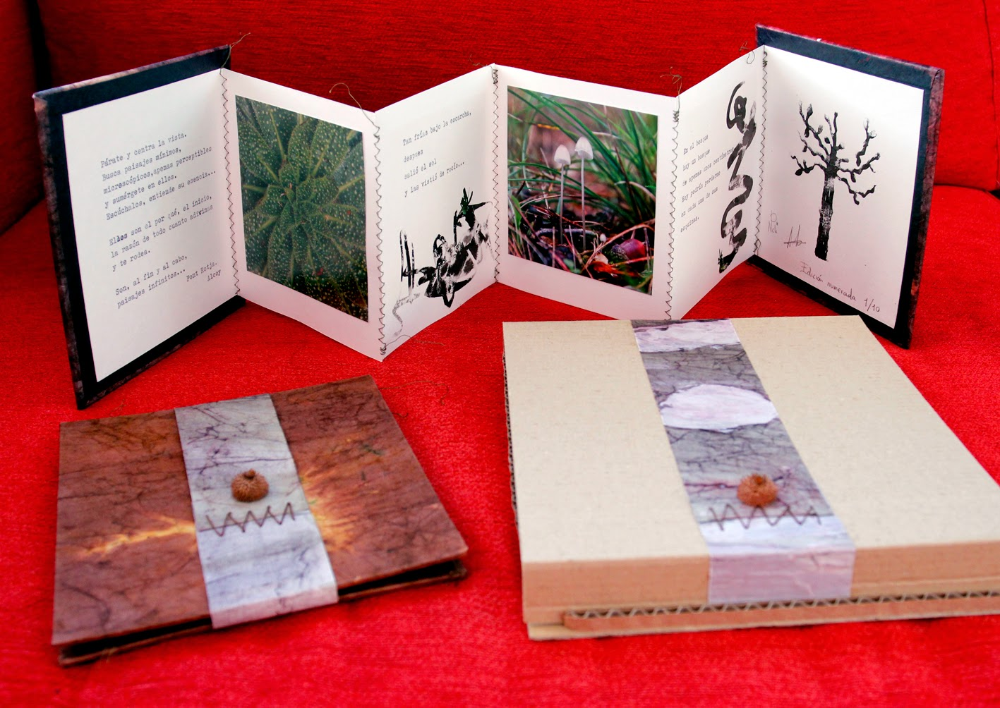 Párate y centra la vista.
Busca paisajes mínimos,
microscópicos,apenas perceptibles
y sumérgete en ellos.
Escúchalos, entiende su esencia...
Ellos son el por qué, el inicio,
la razón de todo cuanto adivinas
y te rodea.
Son, al fin y al cabo,
paisajes infinitos...
Pont Rotja.
Alcoy
Tan frías bajo la escarcha,
despues
salió el sol
y las vistió de rocío...
En el bosque
hay un bosque
de apenas unos centímetros
Hoy podría perderme
en cada una de sus
esquinas.
Edición numerada 1/10